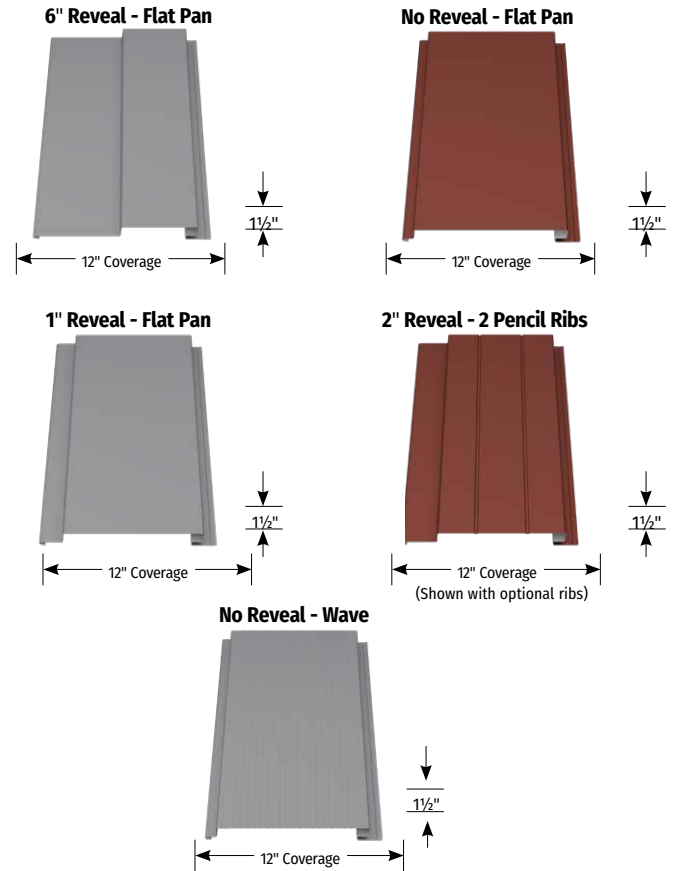 6" Reveal - Flat Pan
1½"
12" Coverage
No Reveal - Flat Pan
1½"
12" Coverage
1" Reveal - Flat Pan
1½"
12" Coverage
2" Reveal - 2 Pencil Ribs
1½"
12" Coverage
(Shown with optional ribs)
No Reveal - Wave
1½"
12" Coverage